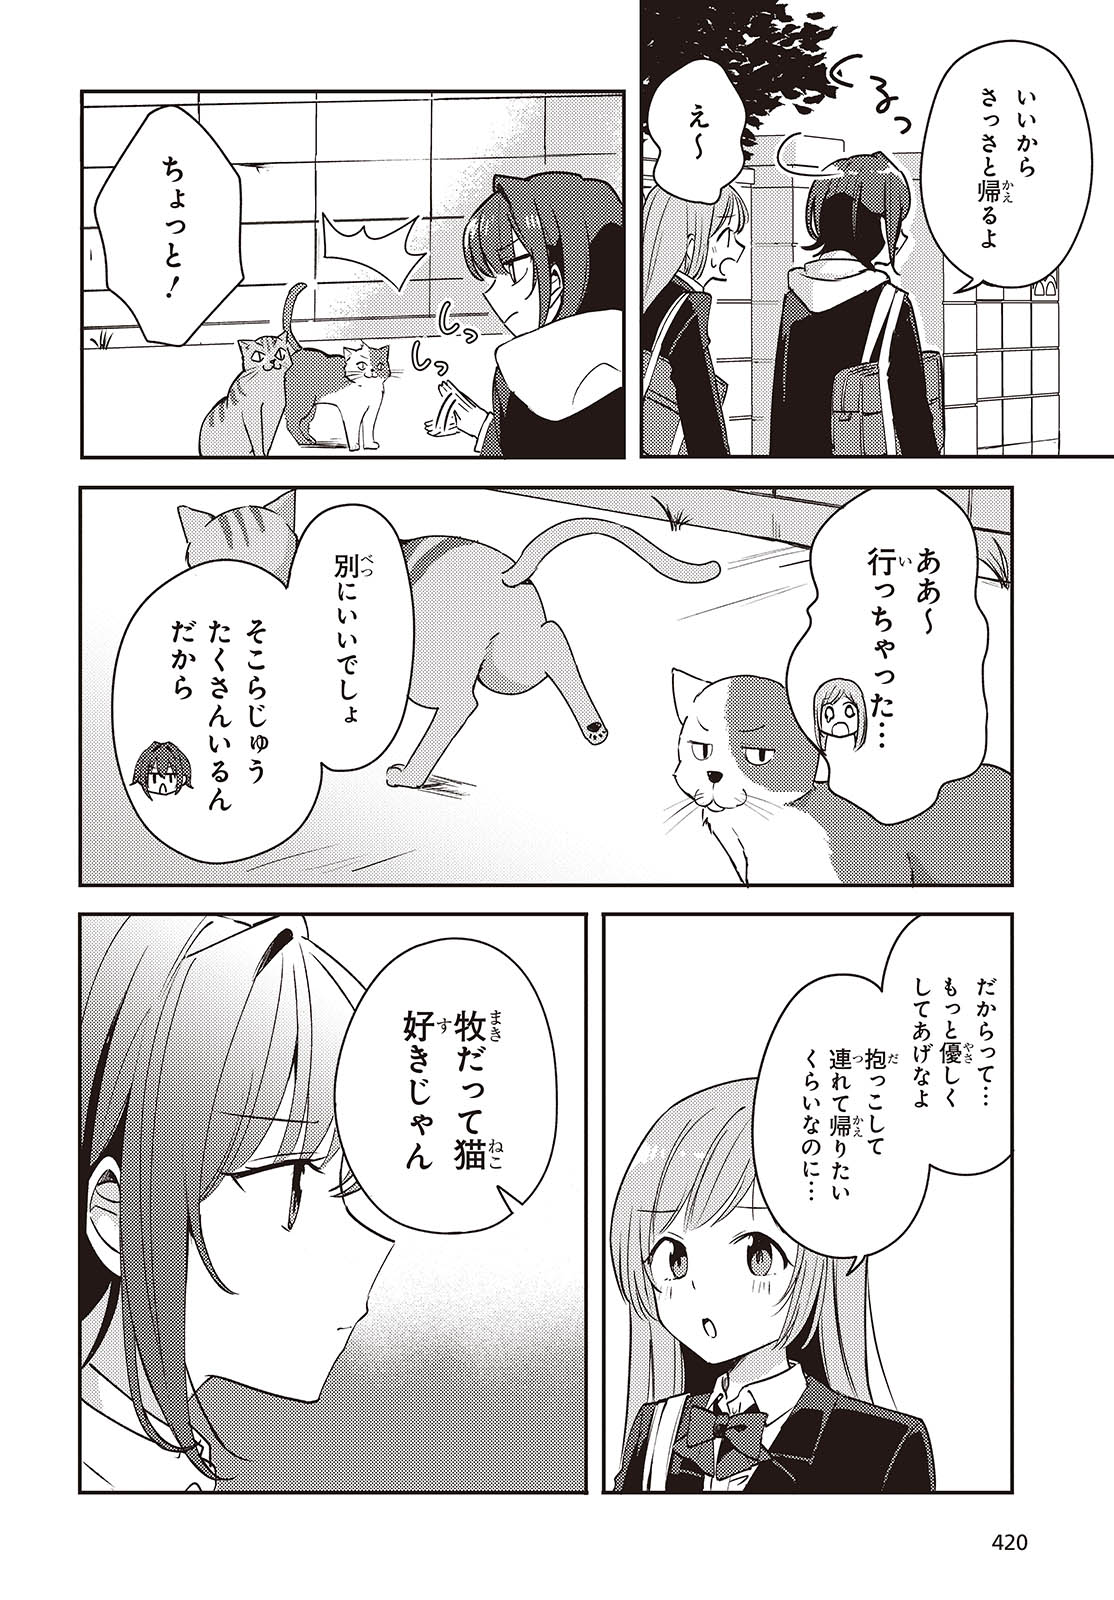 いいから
さっさと帰るよ
くるっ
え〜
しっ
しっ
ちょっと！
ああ〜
行っちゃった…
別にいいでしょ
そこらじゅう
たくさんいるん
だから
だからって…
もっと優しく
してあげなよ
抱っこして
連れて帰りたい
くらいなのに…
牧だって猫
好きじゃん
420